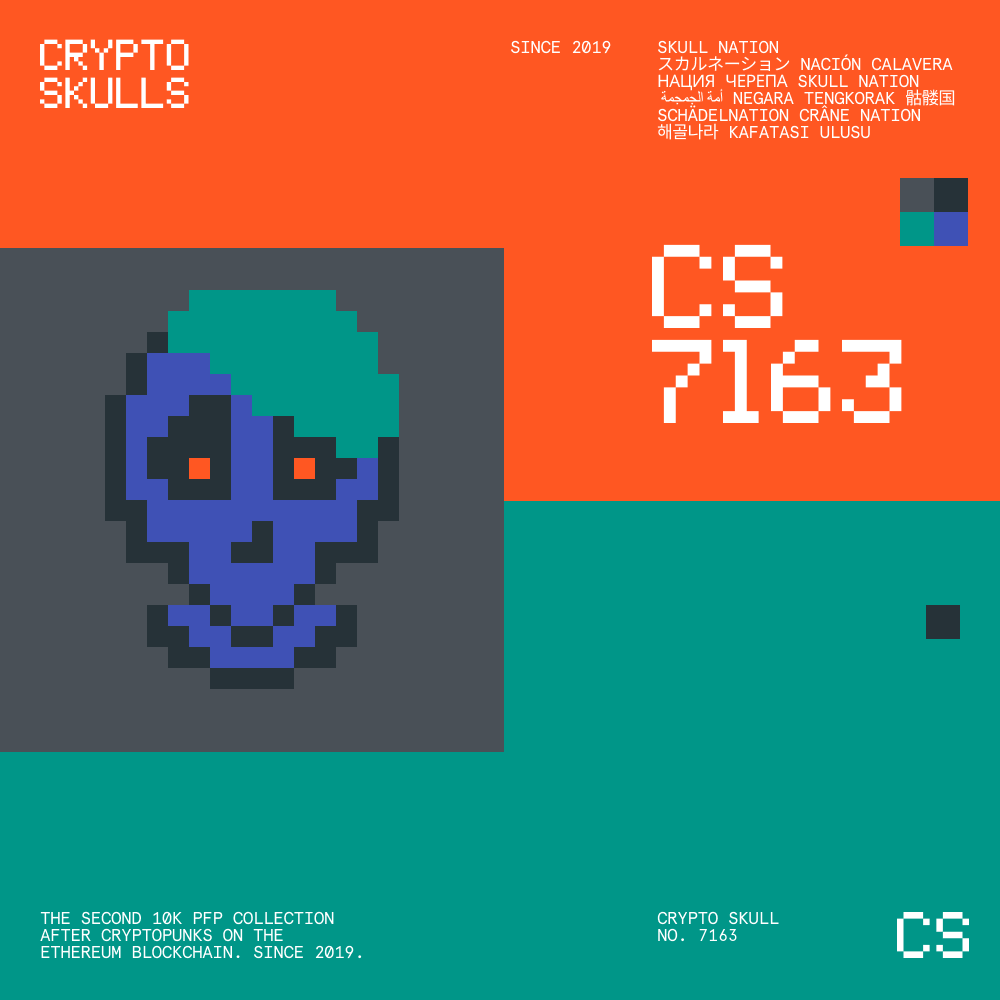 CRYPTO
SKULLS
SINCE 2019
SKULL NATION
スカルネーション NACIÓN CALAVERA
НАЦИЯ ЧЕРЕПА SKULL NATION
أمة الجمجمة NEGARA TENGKORAK 骷髅国
SCHÄDELNATION CRÂNE NATION
해골나라 KAFATASI ULUSU
CS
7163
THE SECOND 10K PFP COLLECTION
AFTER CRYPTOPUNKS ON THE
ETHEREUM BLOCKCHAIN. SINCE 2019.
CRYPTO SKULL
NO. 7163
CS